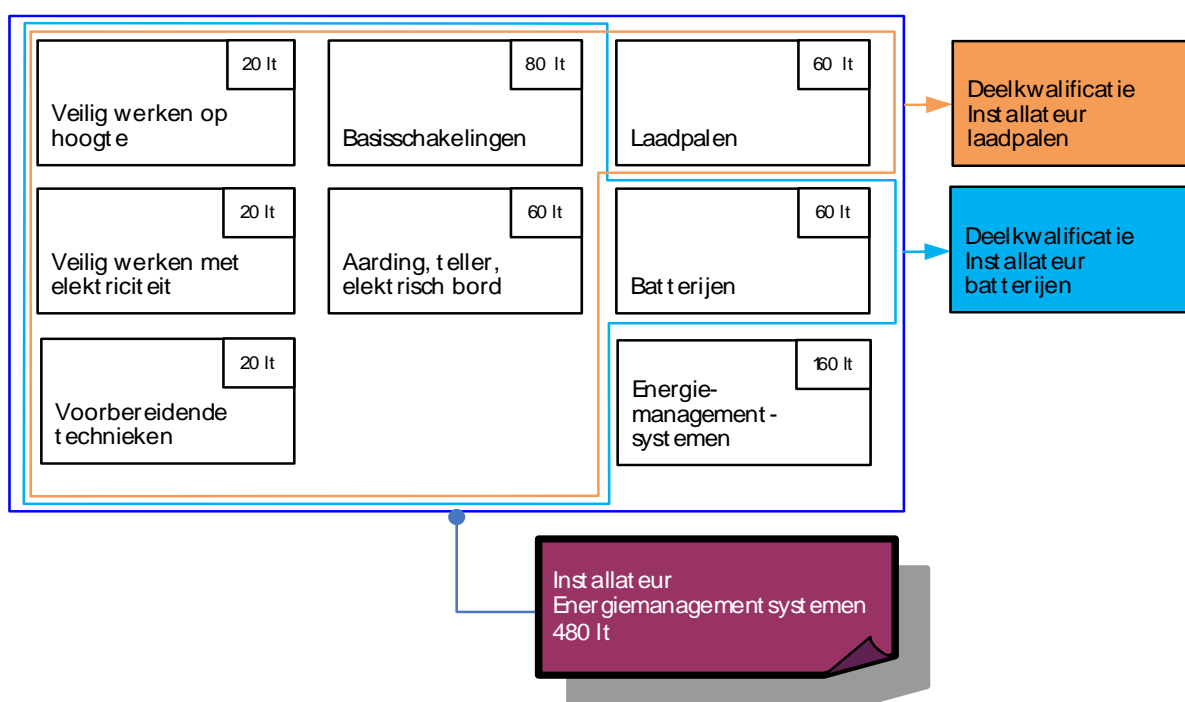 20 lt
Veilig werken op
hoogte
80 lt
Basisschakelingen
60 lt
Laadpalen
Deelkwalificatie
Installateur
laadpalen
20 lt
Veilig werken met
elektriciteit
60 lt
Aarding, teller,
elektrisch bord
60 lt
Batterijen
Deelkwalificatie
Installateur
batterijen
20 lt
Voorbereidende
technieken
160 lt
Energie-
management-
systemen
Installateur
Energiemanagementsystemen
480 lt